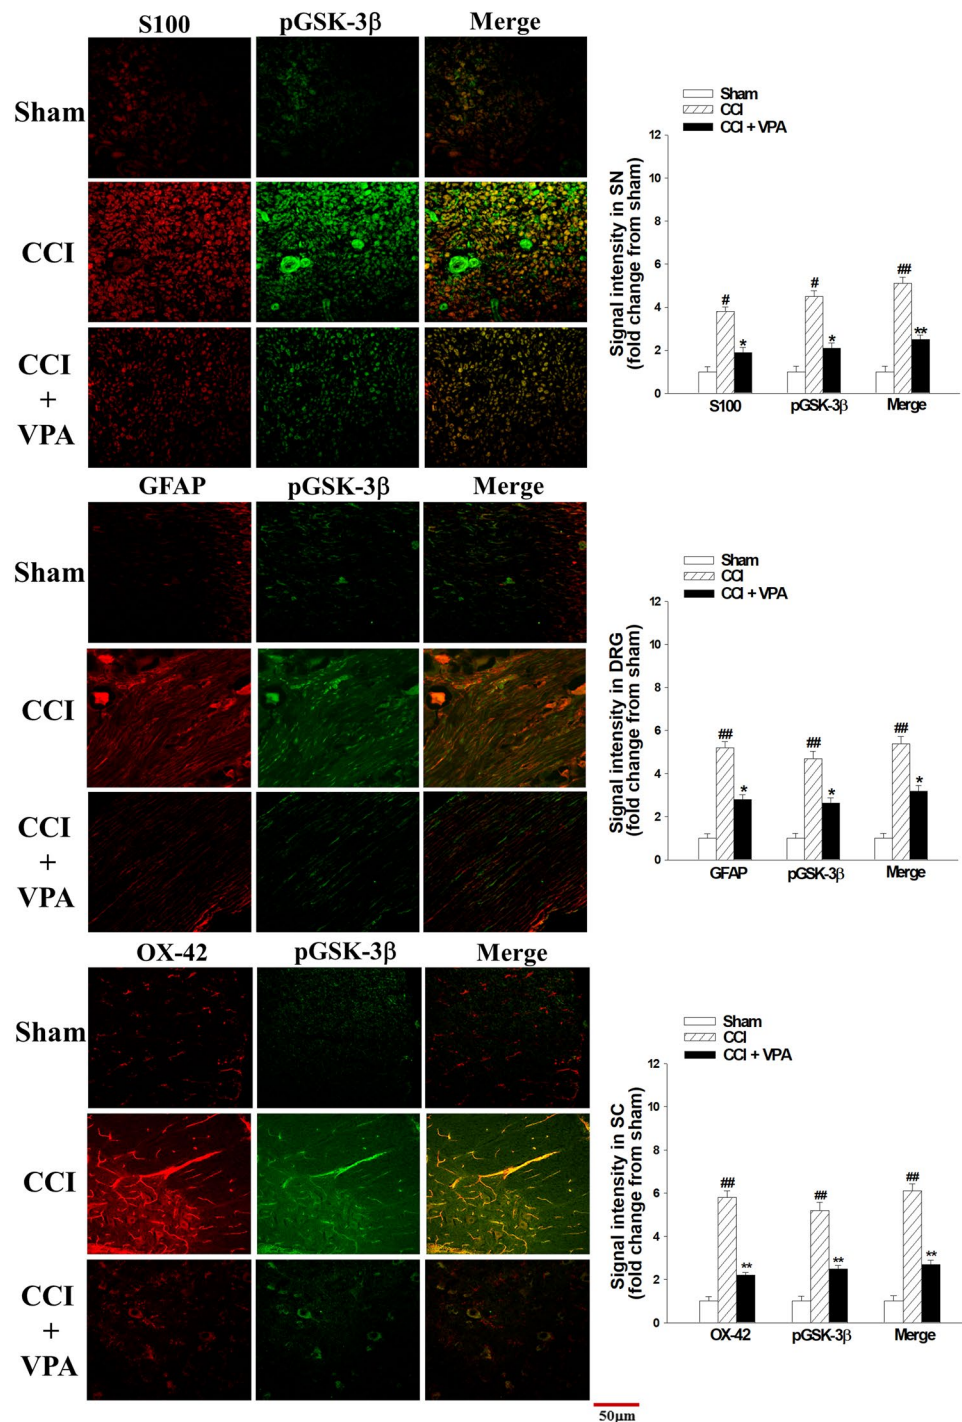 S100 pGSK-3β Merge
Sham
CCI
CCI
+
VPA
Sham
CCI
CCI + VPA
Signal intensity in SN
(fold change from sham)
12
10
8
6
4
2
0
# # ##
* * **
S100 pGSK-3β Merge
GFAP pGSK-3β Merge
Sham
CCI
CCI
+
VPA
Sham
CCI
CCI + VPA
Signal intensity in DRG
(fold change from sham)
12
10
8
6
4
2
0
## ## ##
* * *
GFAP pGSK-3β Merge
OX-42 pGSK-3β Merge
Sham
CCI
CCI
+
VPA
Sham
CCI
CCI + VPA
Signal intensity in SC
(fold change from sham)
12
10
8
6
4
2
0
## ## ##
** ** **
OX-42 pGSK-3β Merge
50μm